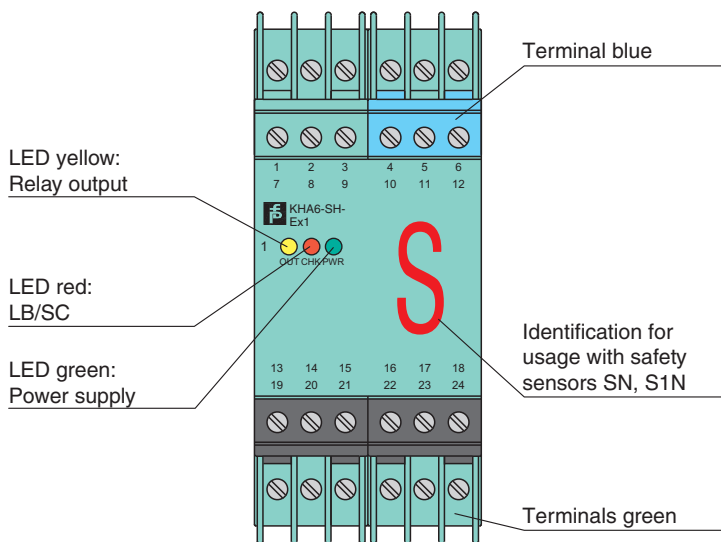 Terminal blue
LED yellow:
Relay output
1 2 3 4 5 6
7 8 9 10 11 12
KHA6-SH-
Ex1
1
OUT CHK PWR
S
LED red:
LB/SC
Identification for
usage with safety
sensors SN, S1N
LED green:
Power supply
13 14 15 16 17 18
19 20 21 22 23 24
Terminals green